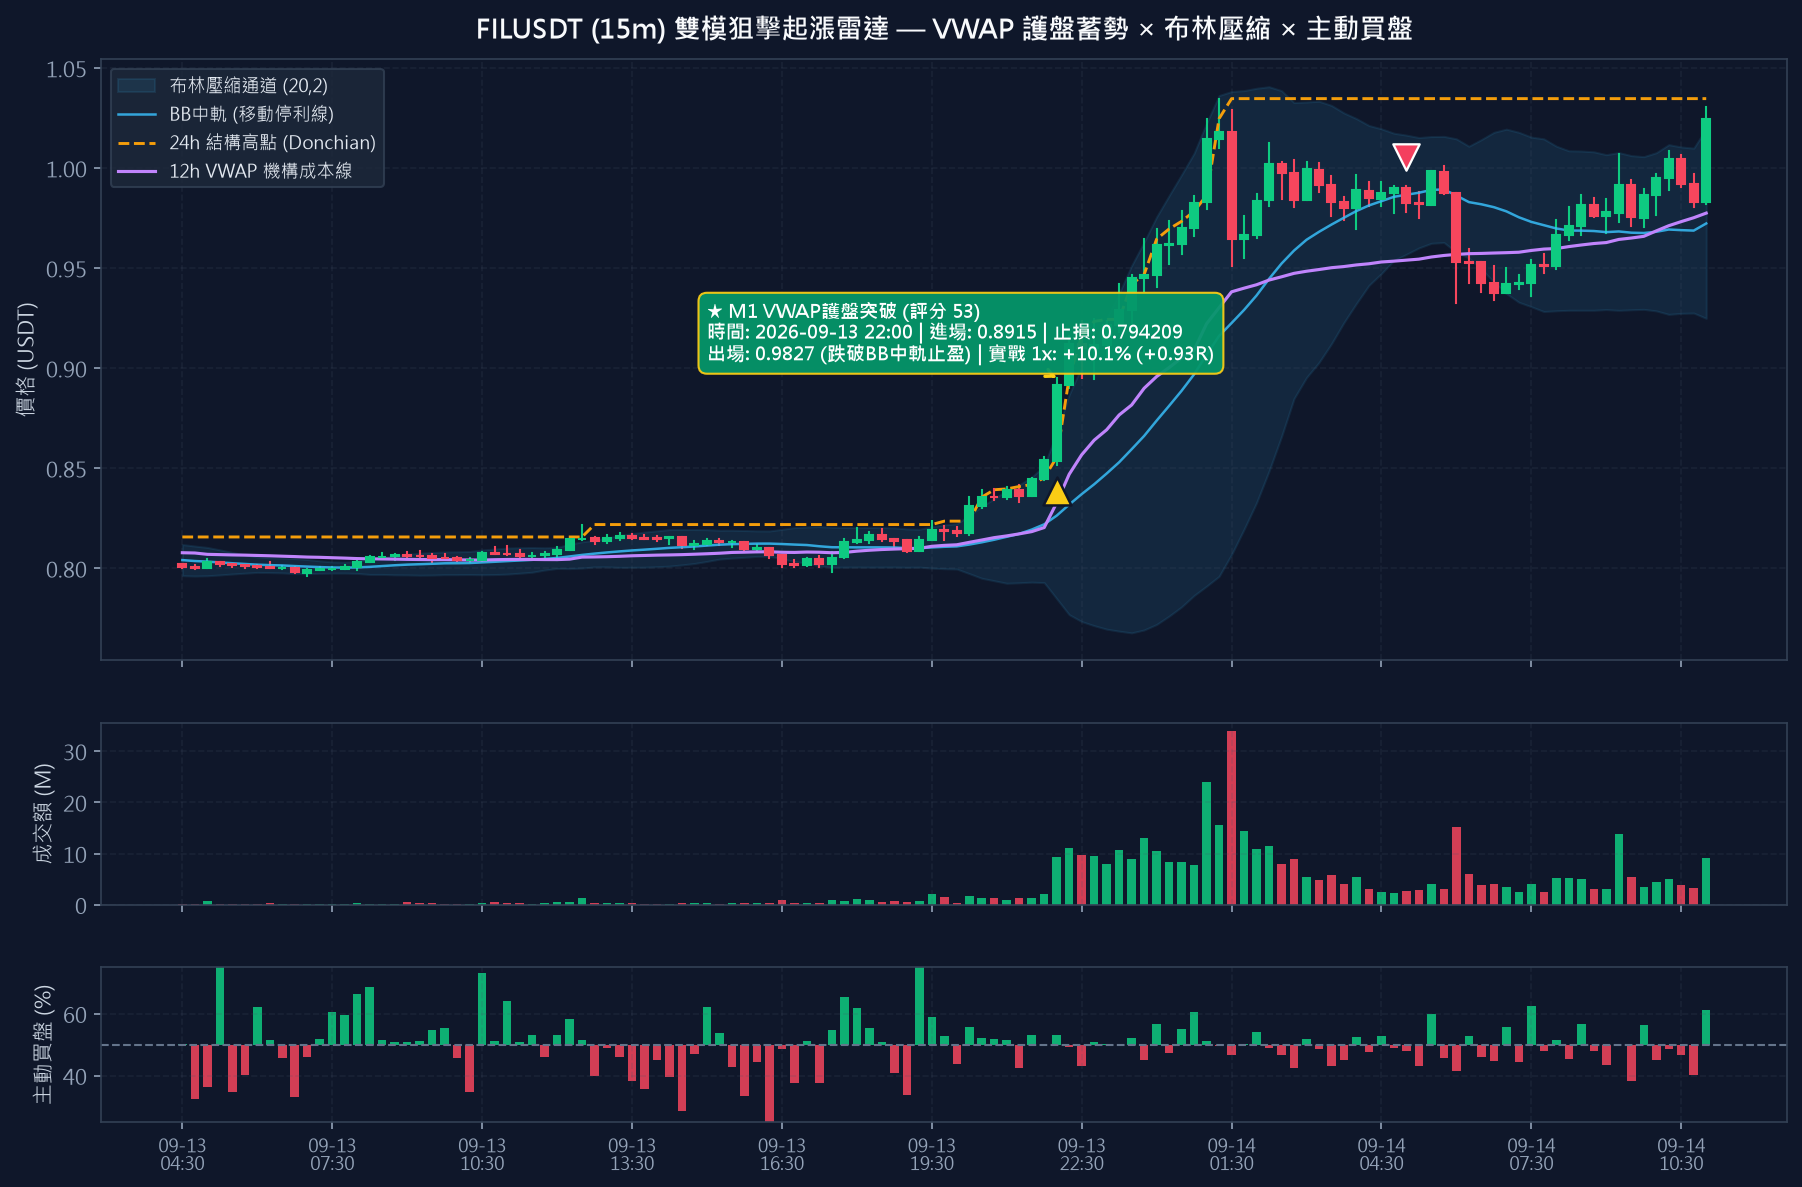 FILUSDT (15m) 雙模狙擊起漲雷達 — VWAP 護盤蓄勢 × 布林壓縮 × 主動買盤
布林壓縮通道 (20,2)
BB中軌 (移動停利線)
24h 結構高點 (Donchian)
12h VWAP 機構成本線
價格 (USDT)
1.05
1.00
0.95
0.90
0.85
0.80
★ M1 VWAP護盤突破 (評分 53)
時間: 2026-09-13 22:00 | 進場: 0.8915 | 止損: 0.794209
出場: 0.9827 (跌破BB中軌止盈) | 實戰 1x: +10.1% (+0.93R)
成交額 (M)
30
20
10
0
主動買盤 (%)
60
40
09-13 04:30
09-13 07:30
09-13 10:30
09-13 13:30
09-13 16:30
09-13 19:30
09-13 22:30
09-14 01:30
09-14 04:30
09-14 07:30
09-14 10:30